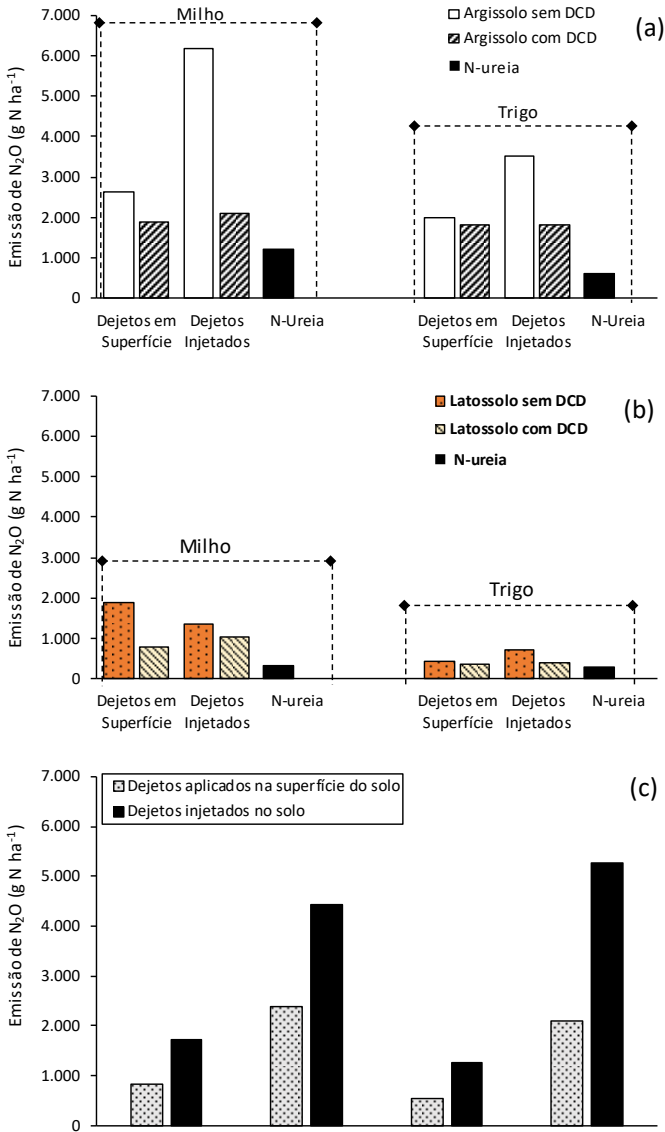 Milho
(a)
Argissolo sem DCD
Argissolo com DCD
N-ureia
Trigo
Emissão de N₂O (g N ha⁻¹)
7.000
6.000
5.000
4.000
3.000
2.000
1.000
0
Dejetos em
Superfície
Dejetos
Injetados
N-Ureia
Dejetos em
Superfície
Dejetos
Injetados
N-Ureia
(b)
Latossolo sem DCD
Latossolo com DCD
N-ureia
Milho
Trigo
Emissão de N₂O (g N ha⁻¹)
7.000
6.000
5.000
4.000
3.000
2.000
1.000
0
Dejetos em
Superfície
Dejetos
Injetados
N-ureia
Dejetos em
Superfície
Dejetos
Injetados
N-ureia
(c)
Dejetos aplicados na superfície do solo
Dejetos injetados no solo
Emissão de N₂O (g N ha⁻¹)
7.000
6.000
5.000
4.000
3.000
2.000
1.000
0